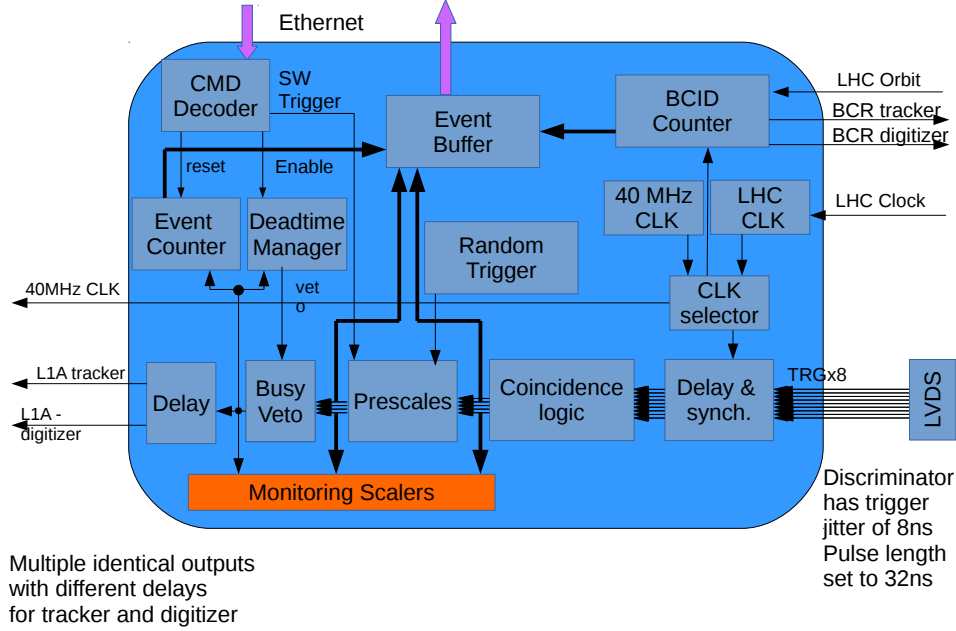 Ethernet
CMD
Decoder
SW
Trigger
Event
Buffer
BCID
Counter
LHC Orbit
BCR tracker
BCR digitizer
reset
Enable
Event
Counter
Deadtime
Manager
40 MHz
CLK
LHC
CLK
LHC Clock
Random
Trigger
40MHz CLK
vet
o
CLK
selector
L1A tracker
L1A -
digitizer
Delay
Busy
Veto
Prescales
Coincidence
logic
Delay &
synch.
TRGx8
LVDS
Monitoring Scalers
Discriminator
has trigger
jitter of 8ns
Pulse length
set to 32ns
Multiple identical outputs
with different delays
for tracker and digitizer